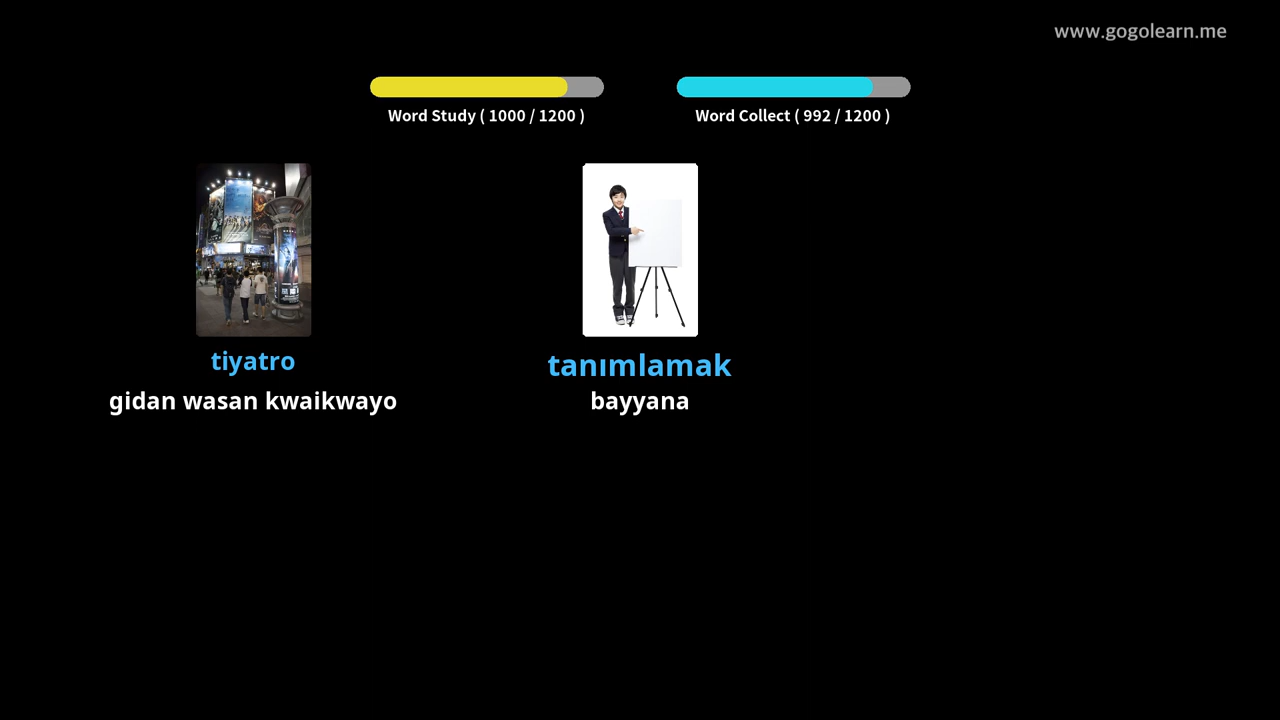 www.gogolearn.me
Word Study ( 1000 / 1200 )
Word Collect ( 992 / 1200 )
tiyatro
gidan wasan kwaikwayo
tanımlamak
bayyana